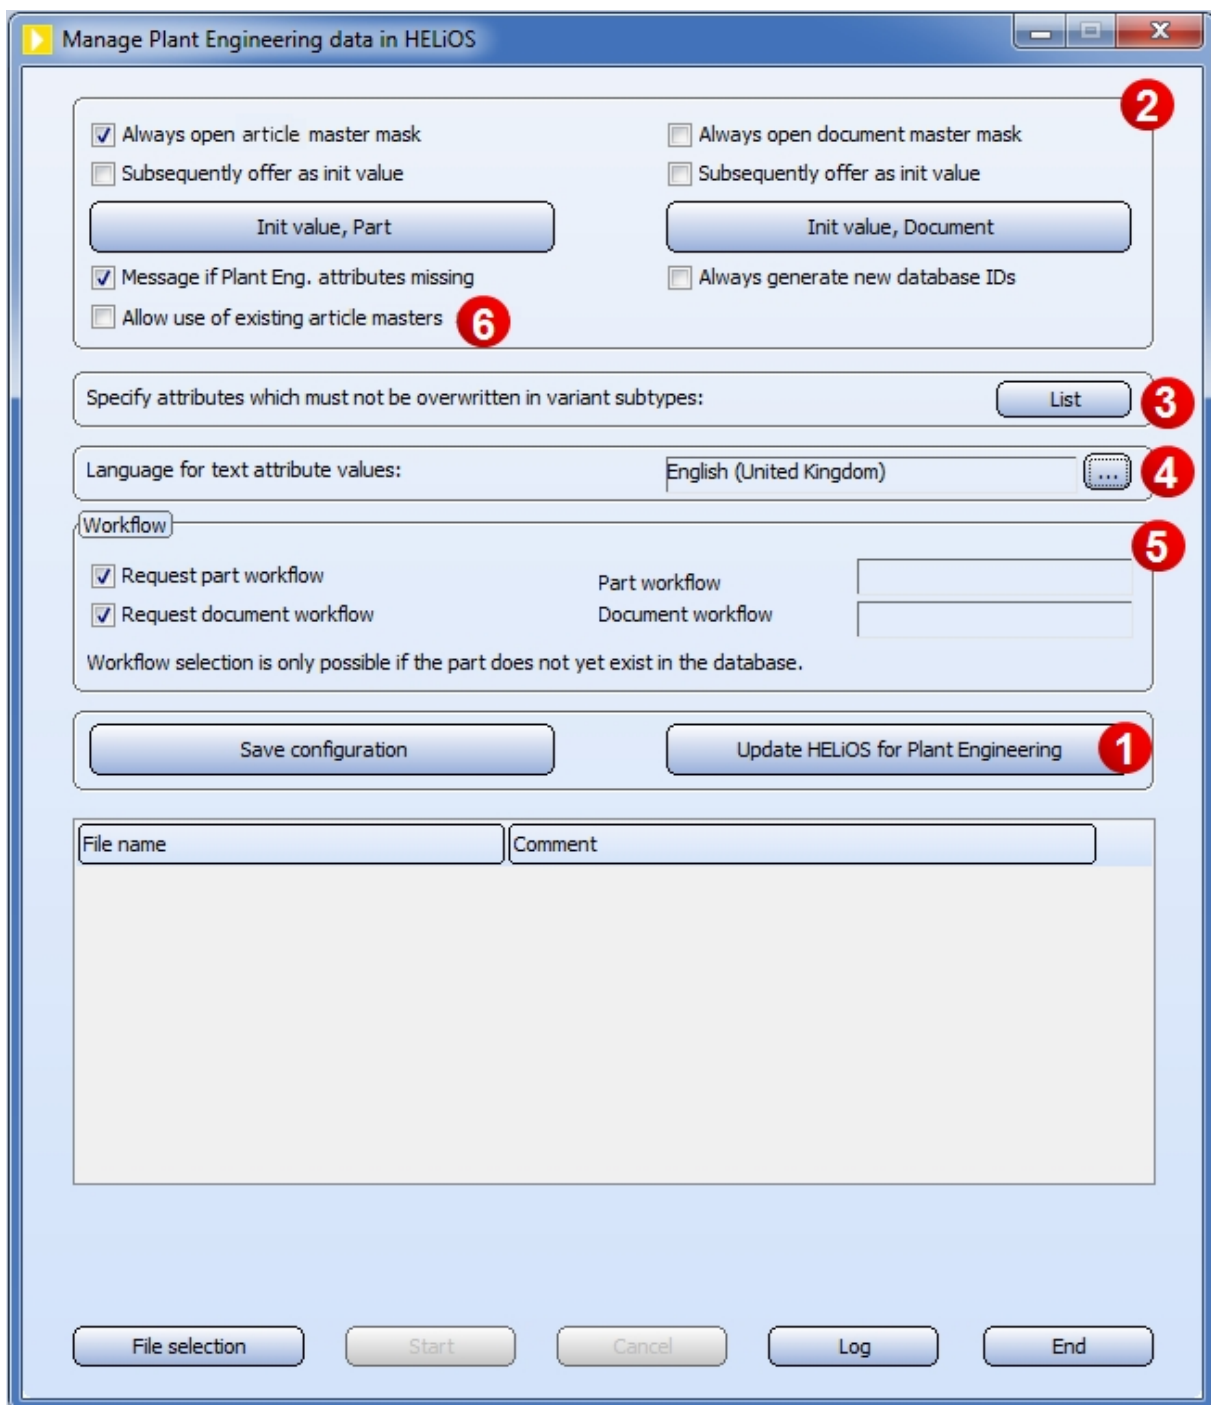 Manage Plant Engineering data in HELiOS
2
Always open article master mask
Always open document master mask
Subsequently offer as init value
Subsequently offer as init value
Init value, Part
Init value, Document
Message if Plant Eng. attributes missing
Always generate new database IDs
Allow use of existing article masters
6
Specify attributes which must not be overwritten in variant subtypes:
List
3
Language for text attribute values:
English (United Kingdom)
...
4
Workflow
5
Request part workflow
Part workflow
Request document workflow
Document workflow
Workflow selection is only possible if the part does not yet exist in the database.
Save configuration
Update HELiOS for Plant Engineering
1
File name
Comment
File selection
Start
Cancel
Log
End